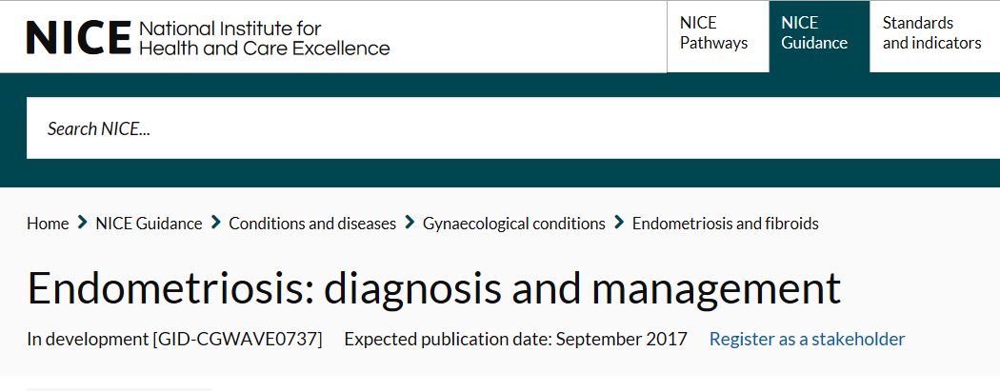 NICE National Institute for
Health and Care Excellence
NICE
Pathways
NICE
Guidance
Standards
and indicators
Search NICE...
Home > NICE Guidance > Conditions and diseases > Gynaecological conditions > Endometriosis and fibroids
Endometriosis: diagnosis and management
In development [GID-CGWAVE0737] Expected publication date: September 2017 Register as a stakeholder